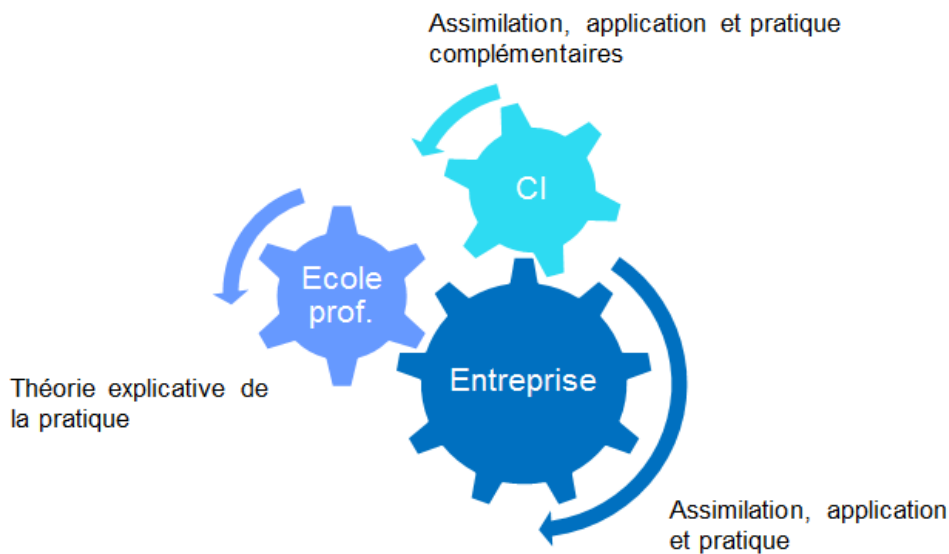 Assimilation, application et pratique
complémentaires
CI
Ecole
prof.
Entreprise
Théorie explicative de
la pratique
Assimilation, application
et pratique